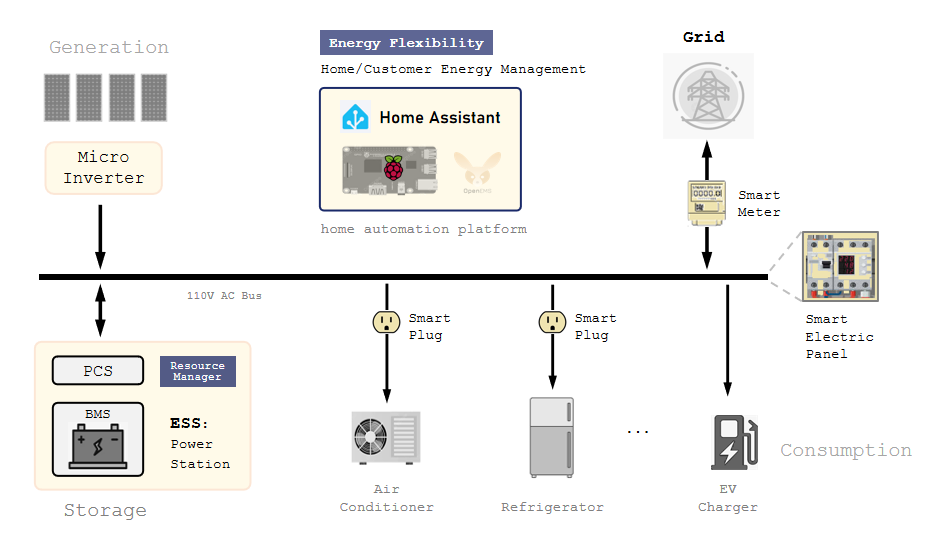 Generation
Energy Flexibility
Grid
Home/Customer Energy Management
Home Assistant
OpenEMS
Micro
Inverter
home automation platform
Smart
Meter
0000.0
110V AC Bus
Smart
Plug
Smart
Plug
Smart
Electric
Panel
PCS
Resource
Manager
BMS
ESS:
Power
Station
...
Consumption
Air
Conditioner
Refrigerator
EV
Charger
Storage